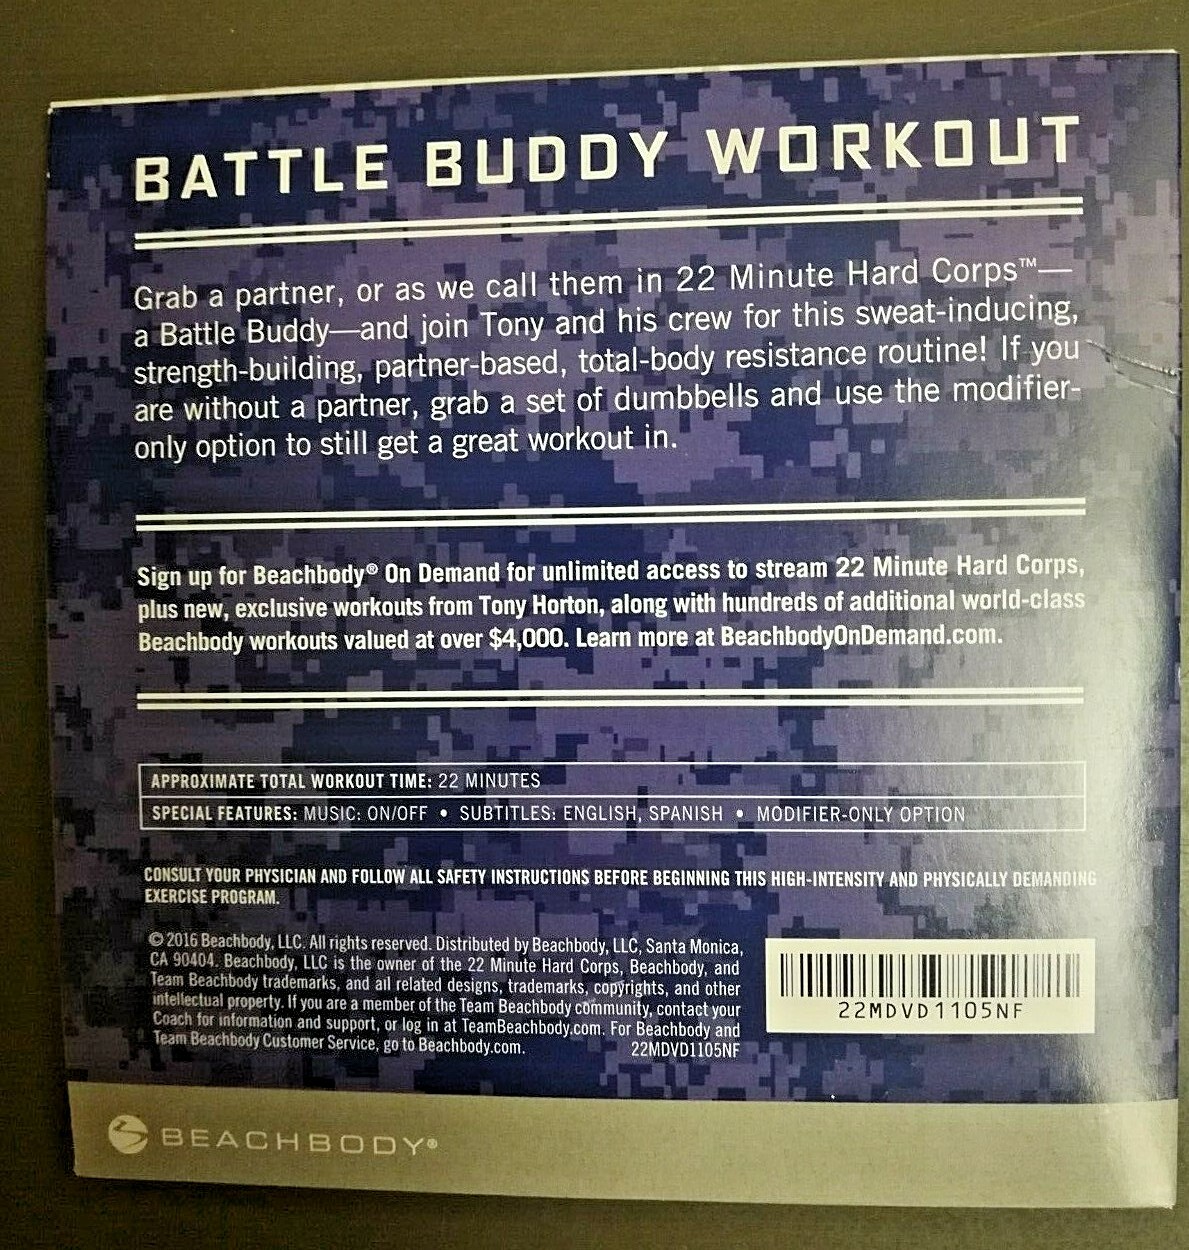 BATTLE BUDDY WORKOUT
Grab a partner, or as we call them in 22 Minute Hard Corps™—
a Battle Buddy—and join Tony and his crew for this sweat-inducing,
strength-building, partner-based, total-body resistance routine! If you
are without a partner, grab a set of dumbbells and use the modifier-
only option to still get a great workout in.
Sign up for Beachbody® On Demand for unlimited access to stream 22 Minute Hard Corps,
plus new, exclusive workouts from Tony Horton, along with hundreds of additional world-class
Beachbody workouts valued at over $4,000. Learn more at BeachbodyOnDemand.com.
APPROXIMATE TOTAL WORKOUT TIME: 22 MINUTES
SPECIAL FEATURES: MUSIC: ON/OFF • SUBTITLES: ENGLISH, SPANISH • MODIFIER-ONLY OPTION
CONSULT YOUR PHYSICIAN AND FOLLOW ALL SAFETY INSTRUCTIONS BEFORE BEGINNING THIS HIGH-INTENSITY AND PHYSICALLY DEMANDING
EXERCISE PROGRAM.
© 2016 Beachbody, LLC. All rights reserved. Distributed by Beachbody, LLC, Santa Monica,
CA 90404. Beachbody, LLC is the owner of the 22 Minute Hard Corps, Beachbody, and
Team Beachbody trademarks, and all related designs, trademarks, copyrights, and other
intellectual property. If you are a member of the Team Beachbody community, contact your
Coach for information and support, or log in at TeamBeachbody.com. For Beachbody and
Team Beachbody Customer Service, go to Beachbody.com. 22MDVD1105NF
22MDVD1105NF
BEACHBODY®